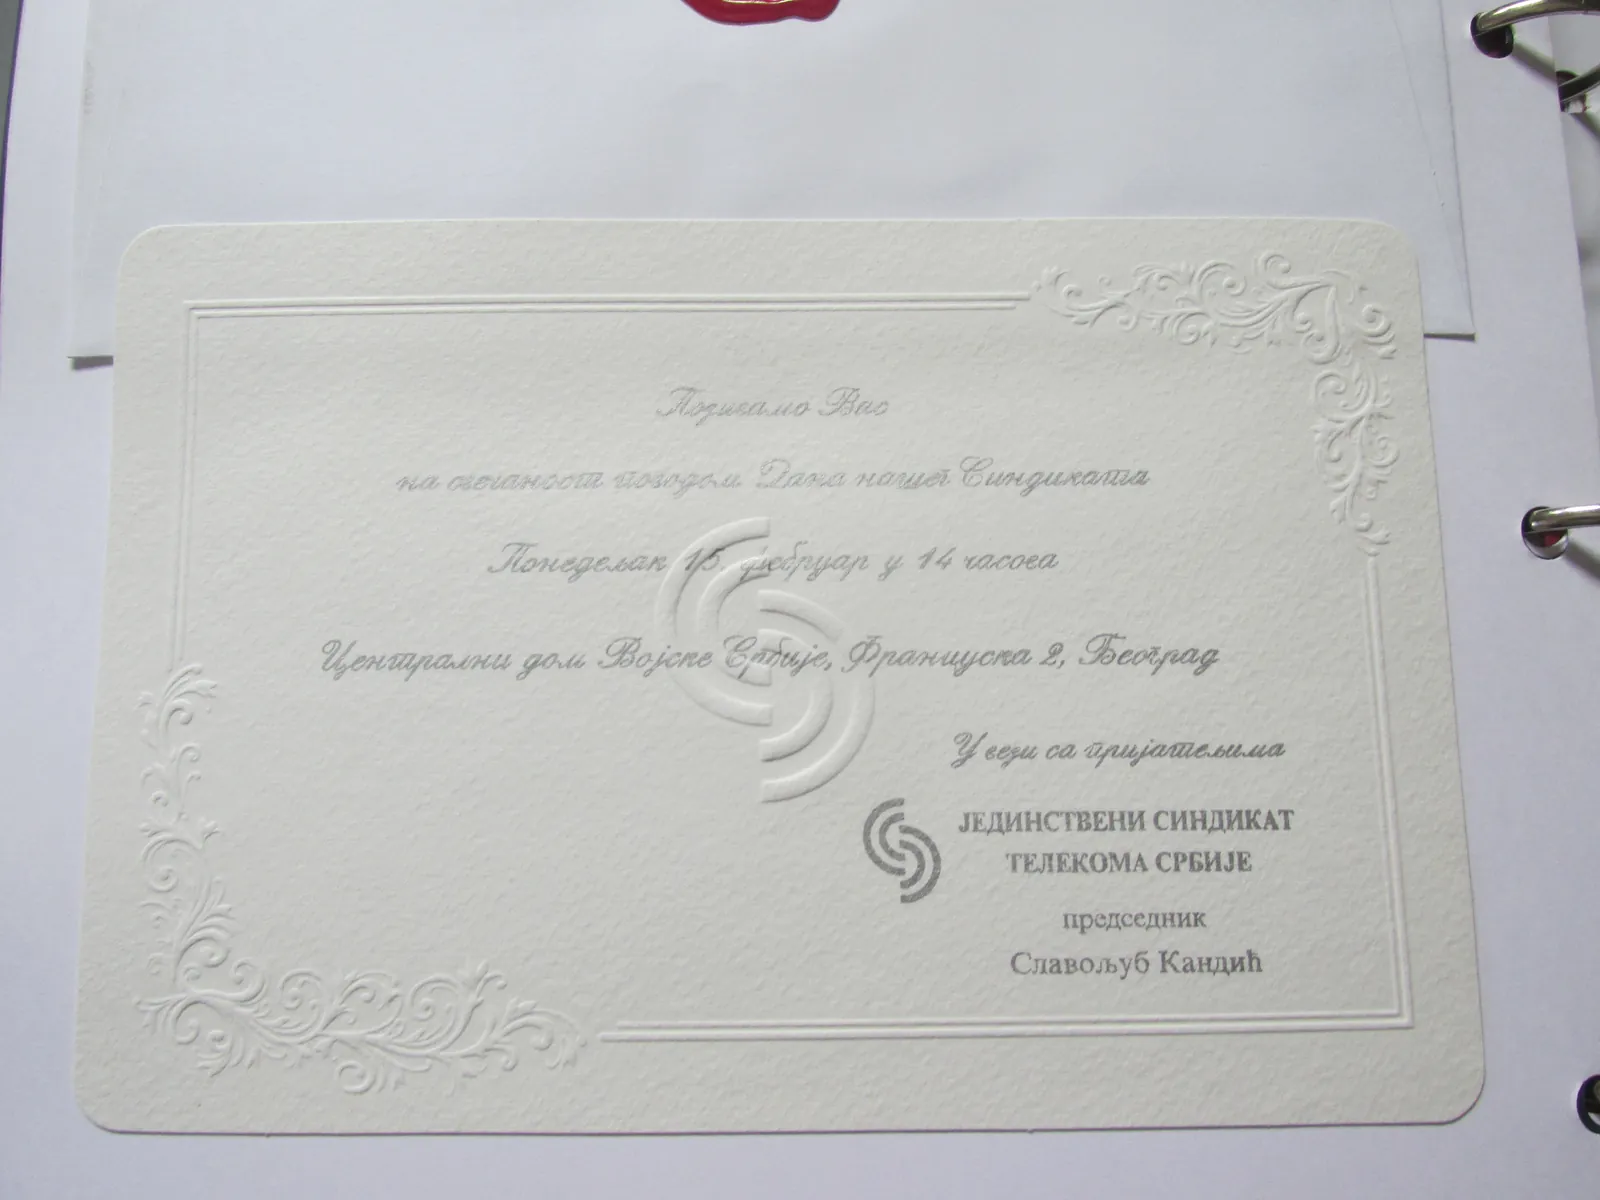 Позивамо Вас
на свечаност поводом Дана нашег Синдиката
Понедељак 15. фебруар у 14 часова
Централни дом Војске Србије, Француска 2, Београд
У вези са пријатељима
ЈЕДИНСТВЕНИ СИНДИКАТ
ТЕЛЕКОМА СРБИЈЕ
председник
Славољуб Кандић